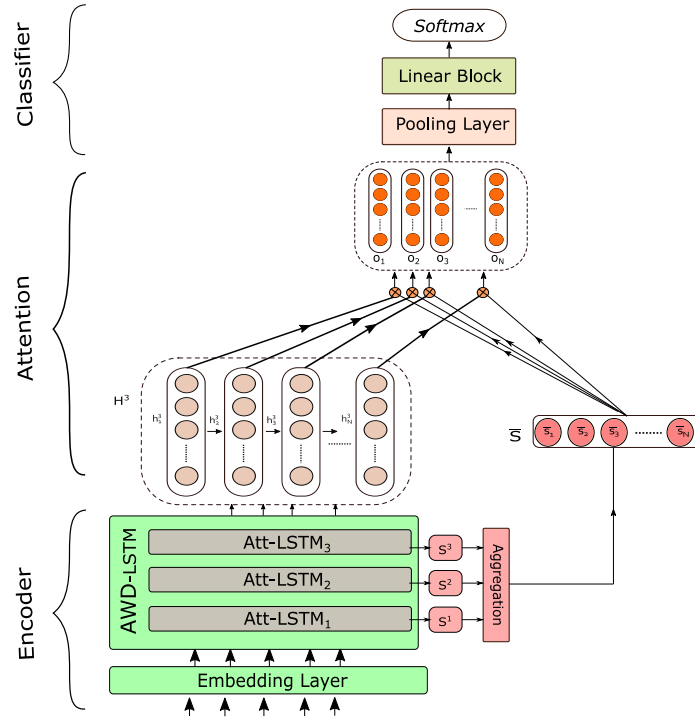 Classifier
Softmax
Linear Block
Pooling Layer
Attention
o1 o2 o3 ...... oN
H³
h³1 h³2 h³3 ......... h³N
S̅
s̅1 s̅2 s̅3 ........ s̅N
Encoder
AWD-LSTM
Att-LSTM3
S³
Att-LSTM2
S²
Att-LSTM1
S¹
Aggregation
Embedding Layer